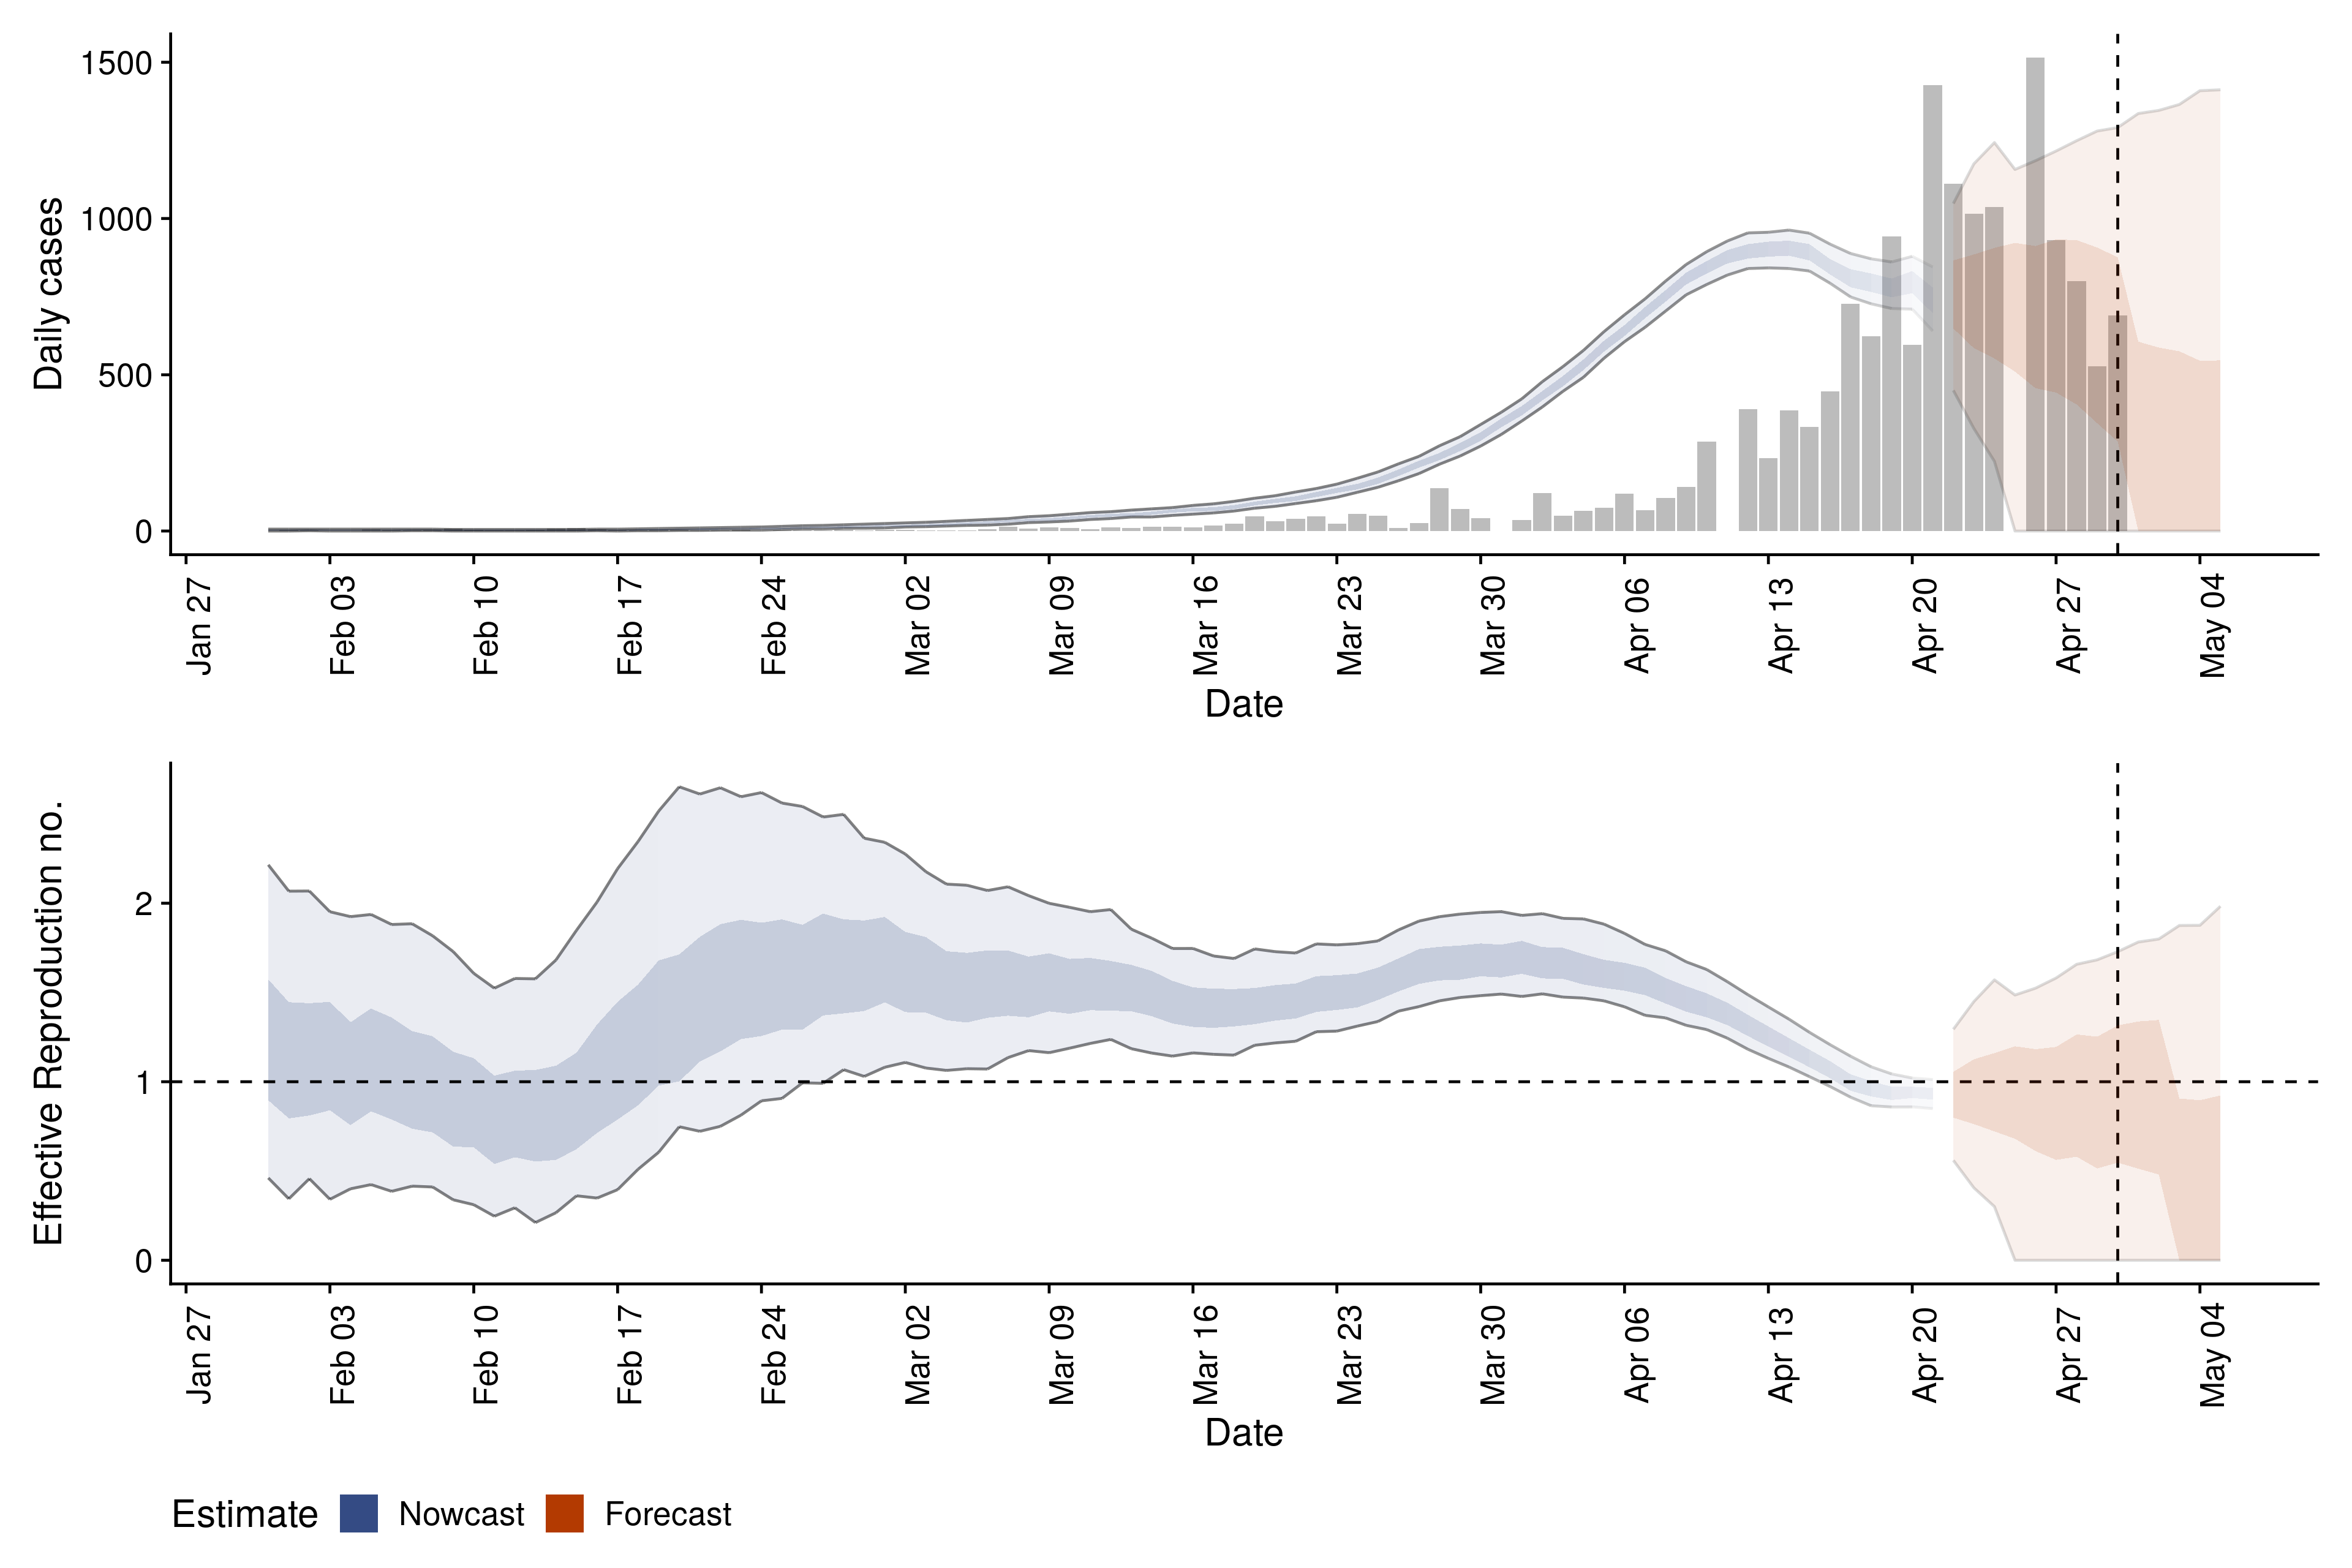 Daily cases
1500
1000
500
0
Jan 27
Feb 03
Feb 10
Feb 17
Feb 24
Mar 02
Mar 09
Mar 16
Mar 23
Mar 30
Apr 06
Apr 13
Apr 20
Apr 27
May 04
Date
Effective Reproduction no.
2
1
0
Jan 27
Feb 03
Feb 10
Feb 17
Feb 24
Mar 02
Mar 09
Mar 16
Mar 23
Mar 30
Apr 06
Apr 13
Apr 20
Apr 27
May 04
Date
Estimate Nowcast Forecast